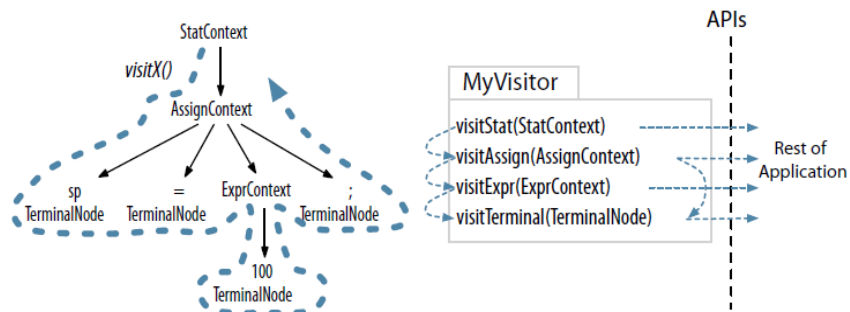 StatContext
visitX()
AssignContext
sp
TerminalNode
=
TerminalNode
ExprContext
;
TerminalNode
100
TerminalNode
APIs
MyVisitor
visitStat(StatContext)
visitAssign(AssignContext)
visitExpr(ExprContext)
visitTerminal(TerminalNode)
Rest of
Application